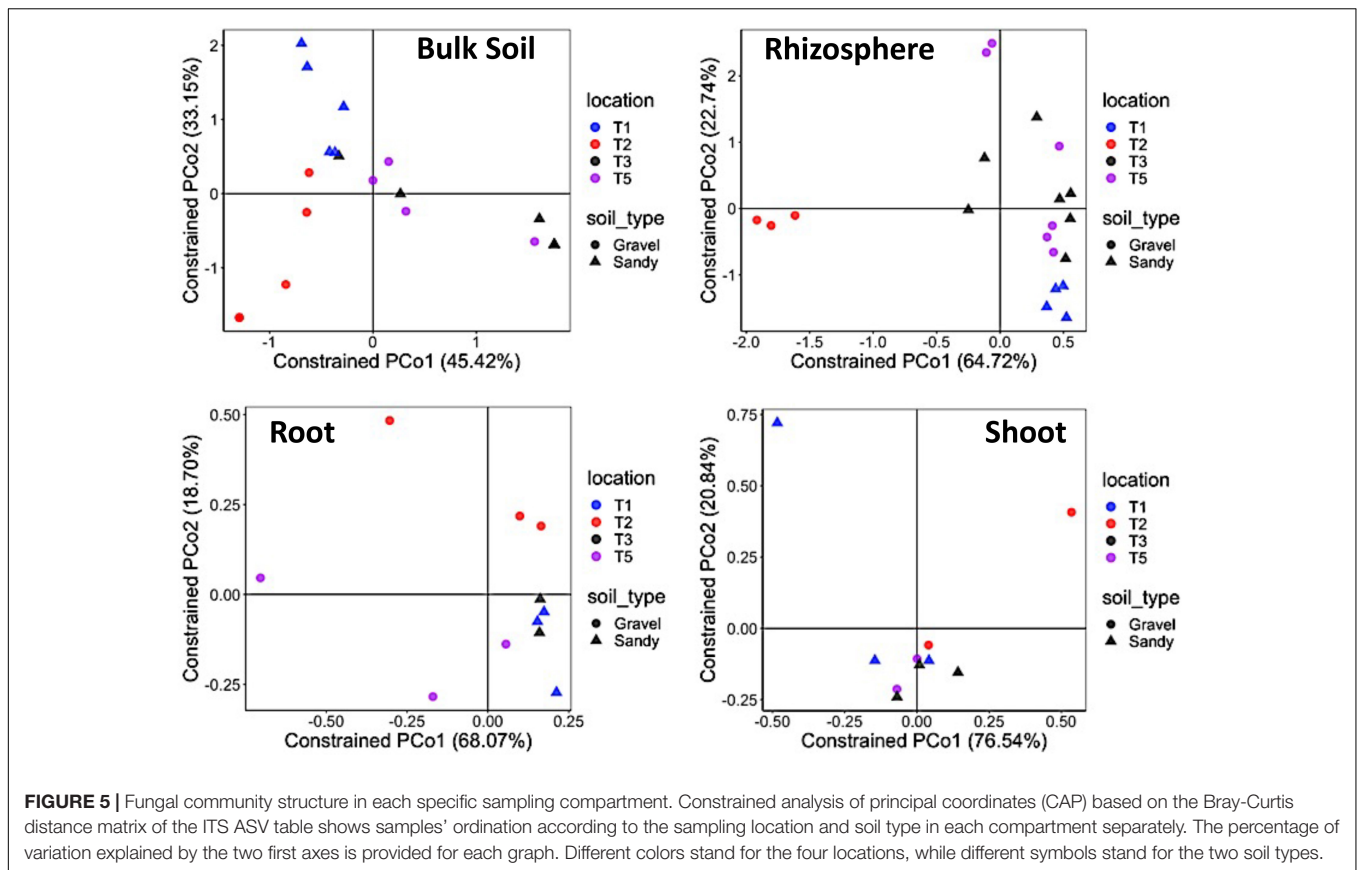 Bulk Soil
Constrained PCo2 (33.15%)
2
1
0
-1
-1
0
1
Constrained PCo1 (45.42%)
location
T1
T2
T3
T5
soil_type
Gravel
Sandy
Rhizosphere
Constrained PCo2 (22.74%)
2
1
0
-1
-2.0
-1.5
-1.0
-0.5
0.0
0.5
Constrained PCo1 (64.72%)
location
T1
T2
T3
T5
soil_type
Gravel
Sandy
Root
Constrained PCo2 (18.70%)
0.50
0.25
0.00
-0.25
-0.50
-0.25
0.00
0.25
Constrained PCo1 (68.07%)
location
T1
T2
T3
T5
soil_type
Gravel
Sandy
Shoot
Constrained PCo2 (20.84%)
0.75
0.50
0.25
0.00
-0.25
-0.50
-0.25
0.00
0.25
0.50
Constrained PCo1 (76.54%)
location
T1
T2
T3
T5
soil_type
Gravel
Sandy
FIGURE 5 | Fungal community structure in each specific sampling compartment. Constrained analysis of principal coordinates (CAP) based on the Bray-Curtis
distance matrix of the ITS ASV table shows samples' ordination according to the sampling location and soil type in each compartment separately. The percentage of
variation explained by the two first axes is provided for each graph. Different colors stand for the four locations, while different symbols stand for the two soil types.